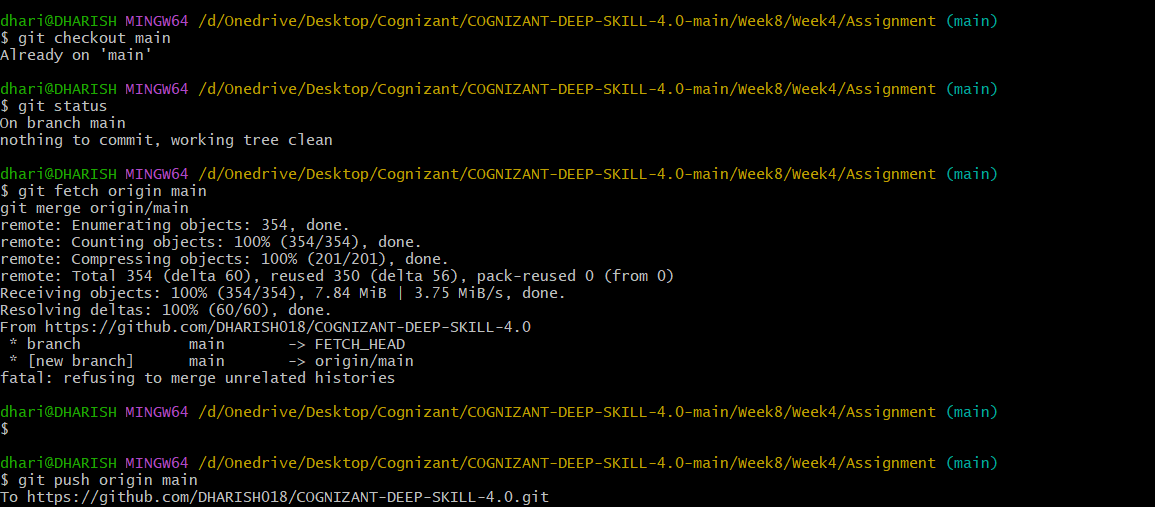 dhari@DHARISH MINGW64 /d/Onedrive/Desktop/Cognizant/COGNIZANT-DEEP-SKILL-4.0-main/Week8/Week4/Assignment (main)
$ git checkout main
Already on 'main'
dhari@DHARISH MINGW64 /d/Onedrive/Desktop/Cognizant/COGNIZANT-DEEP-SKILL-4.0-main/Week8/Week4/Assignment (main)
$ git status
On branch main
nothing to commit, working tree clean
dhari@DHARISH MINGW64 /d/Onedrive/Desktop/Cognizant/COGNIZANT-DEEP-SKILL-4.0-main/Week8/Week4/Assignment (main)
$ git fetch origin main
git merge origin/main
remote: Enumerating objects: 354, done.
remote: Counting objects: 100% (354/354), done.
remote: Compressing objects: 100% (201/201), done.
remote: Total 354 (delta 60), reused 350 (delta 56), pack-reused 0 (from 0)
Receiving objects: 100% (354/354), 7.84 MiB | 3.75 MiB/s, done.
Resolving deltas: 100% (60/60), done.
From https://github.com/DHARISH018/COGNIZANT-DEEP-SKILL-4.0
 * branch            main       -> FETCH_HEAD
 * [new branch]      main       -> origin/main
fatal: refusing to merge unrelated histories
dhari@DHARISH MINGW64 /d/Onedrive/Desktop/Cognizant/COGNIZANT-DEEP-SKILL-4.0-main/Week8/Week4/Assignment (main)
$
dhari@DHARISH MINGW64 /d/Onedrive/Desktop/Cognizant/COGNIZANT-DEEP-SKILL-4.0-main/Week8/Week4/Assignment (main)
$ git push origin main
To https://github.com/DHARISH018/COGNIZANT-DEEP-SKILL-4.0.git